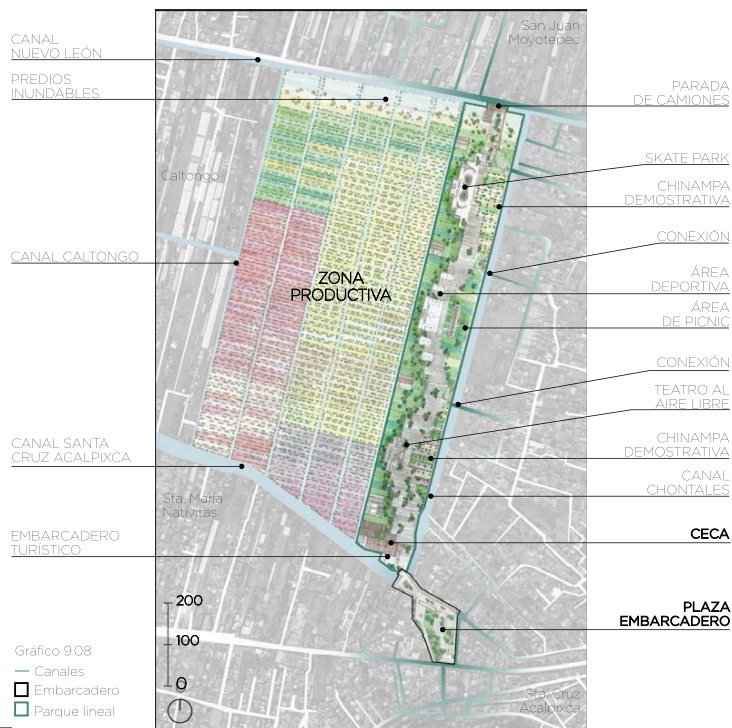 CANAL
NUEVO LEÓN
PREDIOS
INUNDABLES
CANAL CALTONGO
CANAL SANTA
CRUZ ACALPIXCA
EMBARCADERO
TURÍSTICO
San Juan
Moyotepec
Caltongo
ZONA
PRODUCTIVA
Sta. Maria
Nativitas
Sta. Cruz
Acalpixca
PARADA
DE CAMIONES
SKATE PARK
CHINAMPA
DEMOSTRATIVA
CONEXIÓN
ÁREA
DEPORTIVA
ÁREA
DE PICNIC
CONEXIÓN
TEATRO AL
AIRE LIBRE
CHINAMPA
DEMOSTRATIVA
CANAL
CHONTALES
CECA
PLAZA
EMBARCADERO
200
100
0
Gráfico 9.08
Canales
Embarcadero
Parque lineal